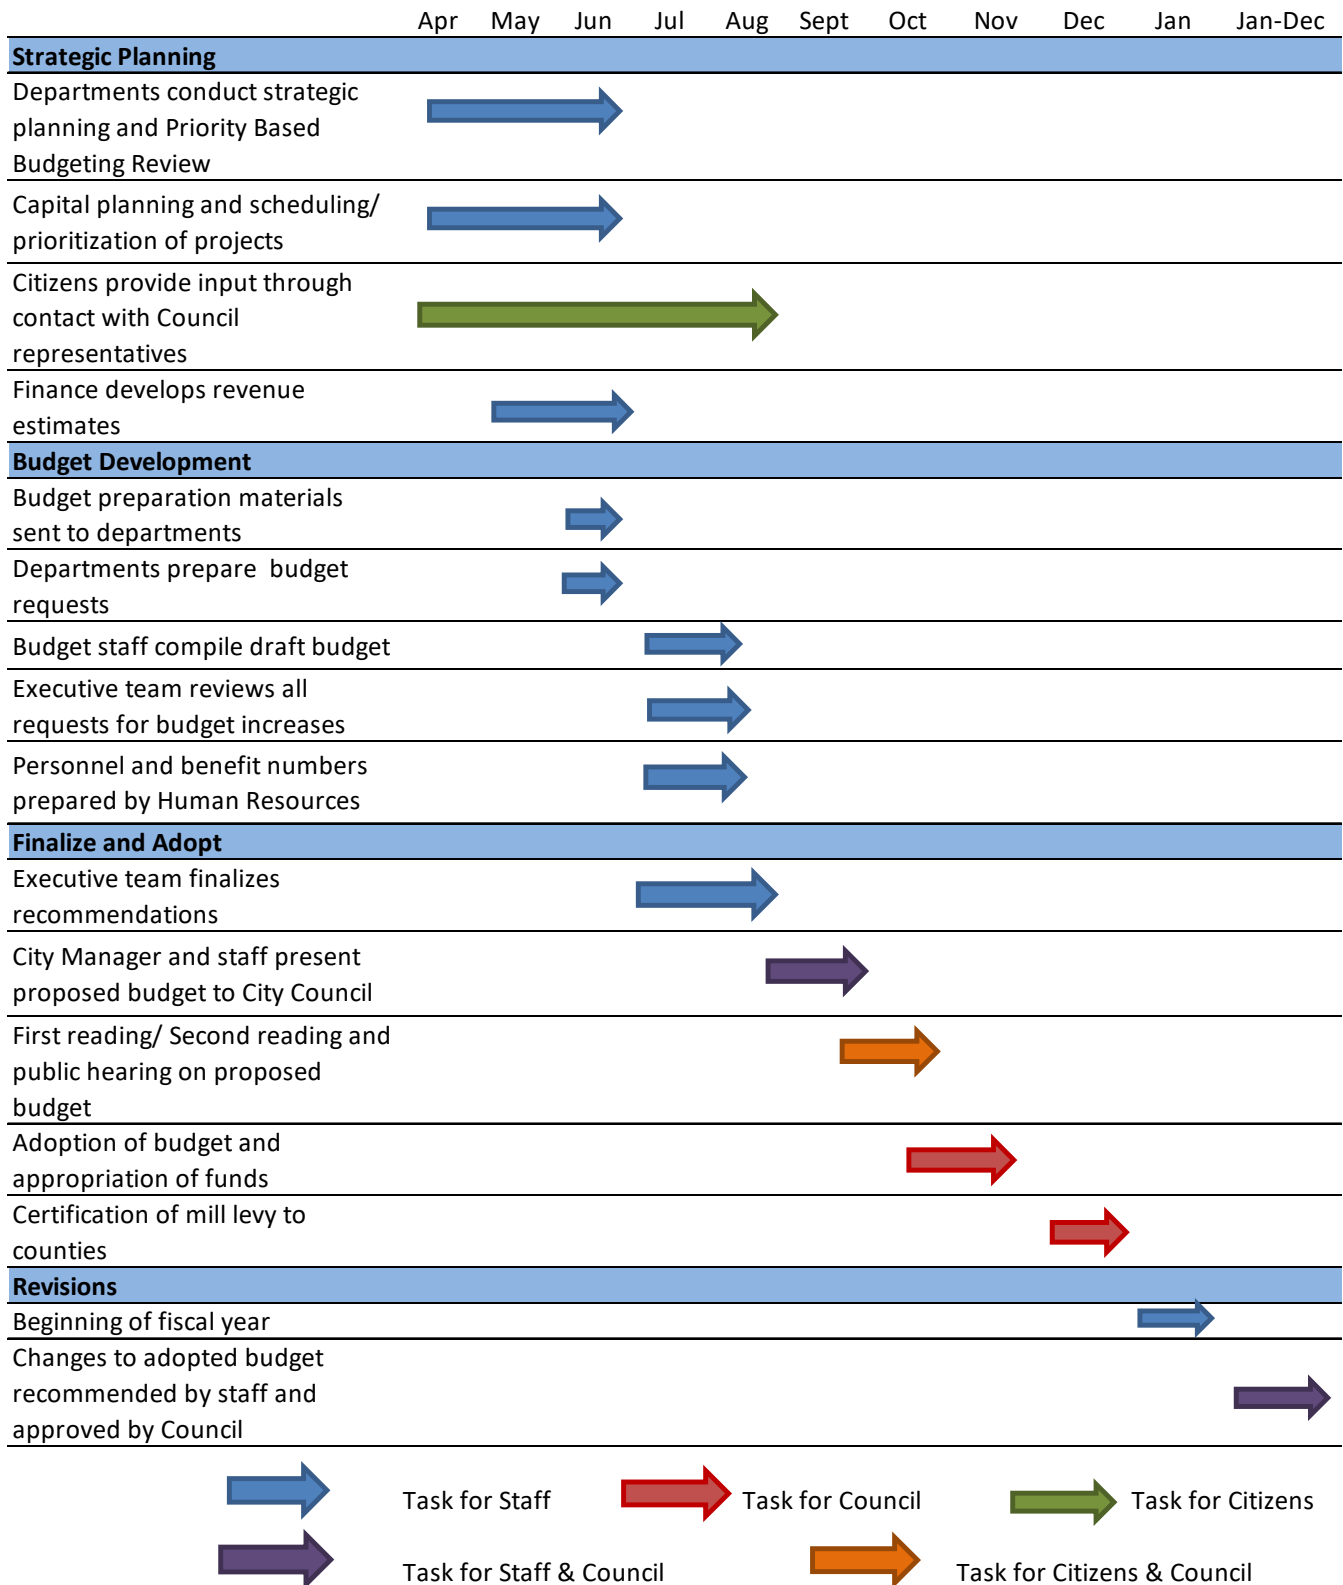 Apr May Jun Jul Aug Sept Oct Nov Dec Jan Jan-Dec
Strategic Planning
Departments conduct strategic
planning and Priority Based
Budgeting Review
Capital planning and scheduling/
prioritization of projects
Citizens provide input through
contact with Council
representatives
Finance develops revenue
estimates
Budget Development
Budget preparation materials
sent to departments
Departments prepare  budget
requests
Budget staff compile draft budget
Executive team reviews all
requests for budget increases
Personnel and benefit numbers
prepared by Human Resources
Finalize and Adopt
Executive team finalizes
recommendations
City Manager and staff present
proposed budget to City Council
First reading/ Second reading and
public hearing on proposed
budget
Adoption of budget and
appropriation of funds
Certification of mill levy to
counties
Revisions
Beginning of fiscal year
Changes to adopted budget
recommended by staff and
approved by Council
Task for Staff Task for Council Task for Citizens
Task for Staff & Council Task for Citizens & Council